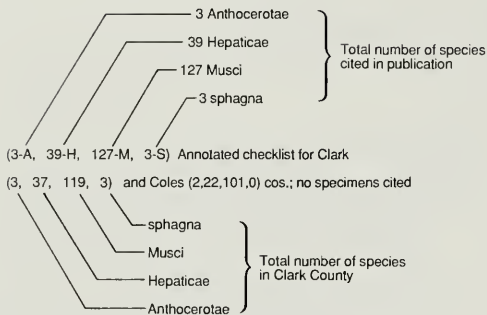 3 Anthocerotae
39 Hepaticae
127 Musci
3 sphagna
Total number of species
cited in publication
(3-A, 39-H, 127-M, 3-S) Annotated checklist for Clark
(3, 37, 119, 3) and Coles (2,22,101,0) cos.; no specimens cited
sphagna
Musci
Hepaticae
Anthocerotae
Total number of species
in Clark County